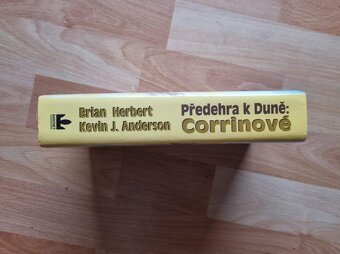 Brian Herbert
Kevin J. Anderson
Předehra k Duně:
Corrinové